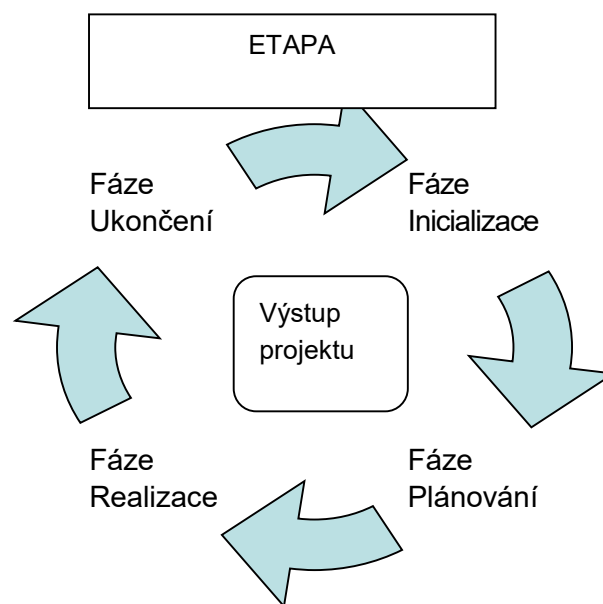 ETAPA
Fáze
Ukončení
Fáze
Inicializace
Výstup
projektu
Fáze
Realizace
Fáze
Plánování